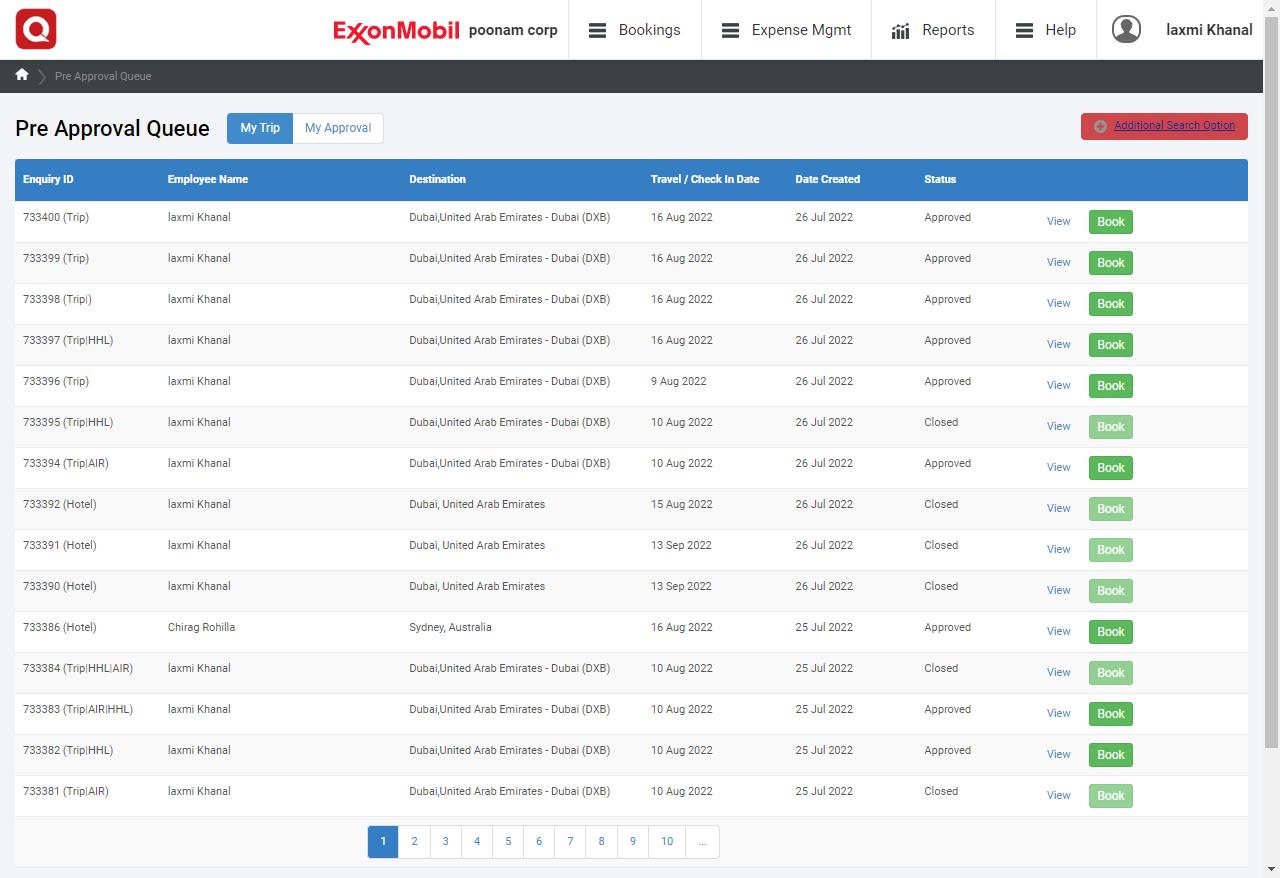 Q ExxonMobil poonam corp Bookings Expense Mgmt Reports Help laxmi Khanal
Pre Approval Queue
Pre Approval Queue My Trip My Approval Additional Search Option
Enquiry ID Employee Name Destination Travel / Check In Date Date Created Status
733400 (Trip) laxmi Khanal Dubai,United Arab Emirates - Dubai (DXB) 16 Aug 2022 26 Jul 2022 Approved View Book
733399 (Trip) laxmi Khanal Dubai,United Arab Emirates - Dubai (DXB) 16 Aug 2022 26 Jul 2022 Approved View Book
733398 (Trip|) laxmi Khanal Dubai,United Arab Emirates - Dubai (DXB) 16 Aug 2022 26 Jul 2022 Approved View Book
733397 (Trip|HHL) laxmi Khanal Dubai,United Arab Emirates - Dubai (DXB) 16 Aug 2022 26 Jul 2022 Approved View Book
733396 (Trip) laxmi Khanal Dubai,United Arab Emirates - Dubai (DXB) 9 Aug 2022 26 Jul 2022 Approved View Book
733395 (Trip|HHL) laxmi Khanal Dubai,United Arab Emirates - Dubai (DXB) 10 Aug 2022 26 Jul 2022 Closed View Book
733394 (Trip|AIR) laxmi Khanal Dubai,United Arab Emirates - Dubai (DXB) 10 Aug 2022 26 Jul 2022 Approved View Book
733392 (Hotel) laxmi Khanal Dubai, United Arab Emirates 15 Aug 2022 26 Jul 2022 Closed View Book
733391 (Hotel) laxmi Khanal Dubai, United Arab Emirates 13 Sep 2022 26 Jul 2022 Closed View Book
733390 (Hotel) laxmi Khanal Dubai, United Arab Emirates 13 Sep 2022 26 Jul 2022 Closed View Book
733386 (Hotel) Chirag Rohilla Sydney, Australia 16 Aug 2022 25 Jul 2022 Approved View Book
733384 (Trip|HHL|AIR) laxmi Khanal Dubai,United Arab Emirates - Dubai (DXB) 10 Aug 2022 25 Jul 2022 Closed View Book
733383 (Trip|AIR|HHL) laxmi Khanal Dubai,United Arab Emirates - Dubai (DXB) 10 Aug 2022 25 Jul 2022 Approved View Book
733382 (Trip|HHL) laxmi Khanal Dubai,United Arab Emirates - Dubai (DXB) 10 Aug 2022 25 Jul 2022 Approved View Book
733381 (Trip|AIR) laxmi Khanal Dubai,United Arab Emirates - Dubai (DXB) 10 Aug 2022 25 Jul 2022 Closed View Book
1 2 3 4 5 6 7 8 9 10 ...